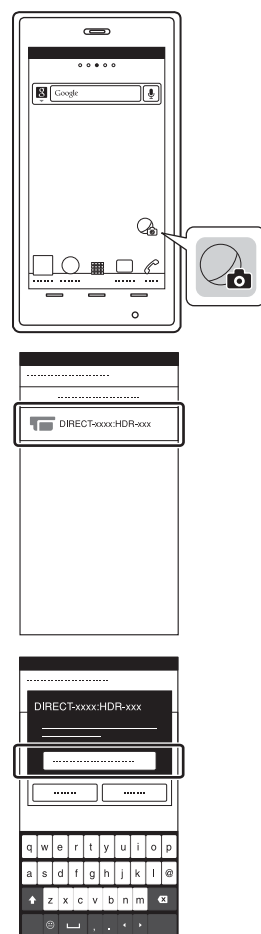 g Google
DIRECT-xxxx:HDR-xxx
DIRECT-xxxx:HDR-xxx
q w e r t y u i o p
a s d f g h j k l @
z x c v b n m
, .